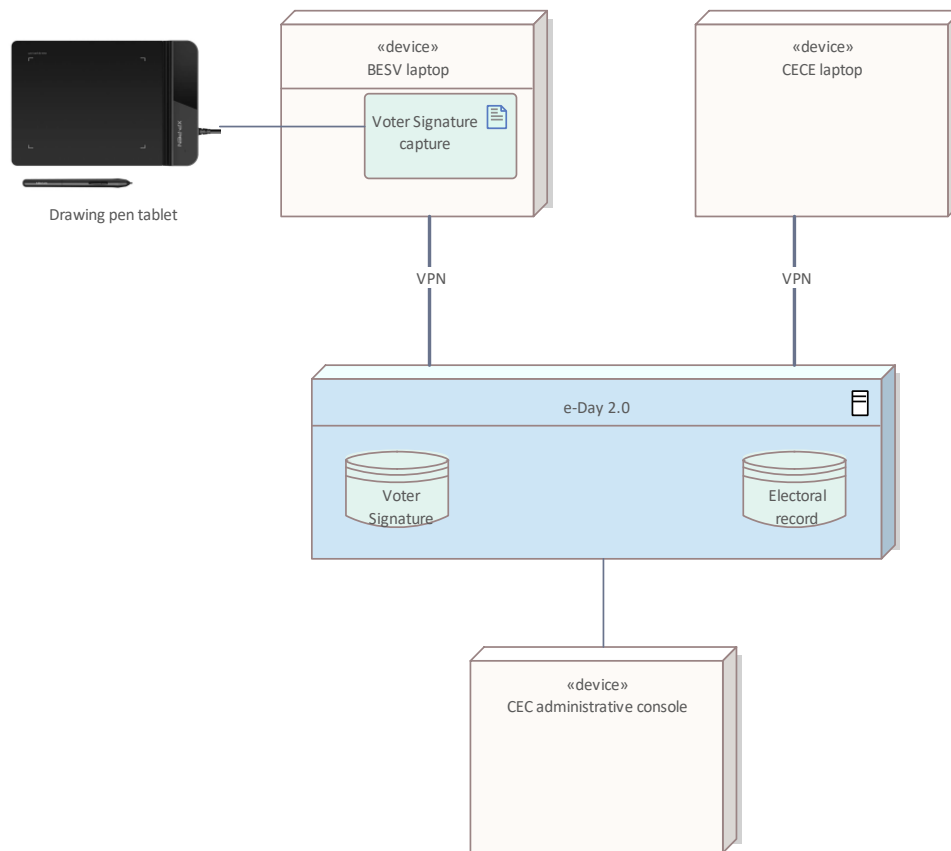 «device»
BESV laptop
Voter Signature
capture
«device»
CECE laptop
Drawing pen tablet
VPN
VPN
e-Day 2.0
Voter
Signature
Electoral
record
«device»
CEC administrative console